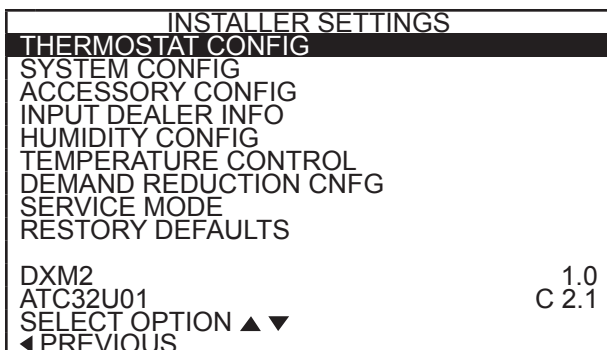 INSTALLER SETTINGS
THERMOSTAT CONFIG
SYSTEM CONFIG
ACCESSORY CONFIG
INPUT DEALER INFO
HUMIDITY CONFIG
TEMPERATURE CONTROL
DEMAND REDUCTION CNFG
SERVICE MODE
RESTORY DEFAULTS
DXM2 1.0
ATC32U01 C 2.1
SELECT OPTION ▲ ▼
◀ PREVIOUS